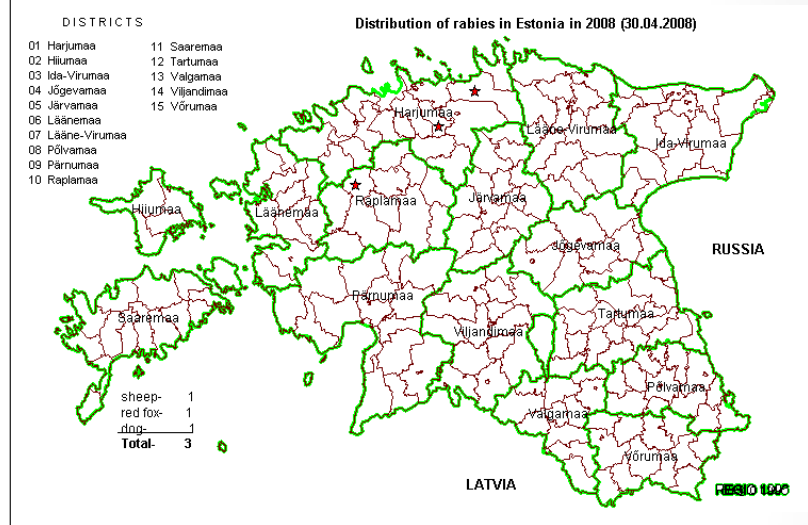 DISTRICTS
Distribution of rabies in Estonia in 2008 (30.04.2008)
01 Harjumaa
02 Hiiumaa
03 Ida-Virumaa
04 Jõgevamaa
05 Järvamaa
06 Läänemaa
07 Lääne-Virumaa
08 Põlvamaa
09 Pärnumaa
10 Raplamaa
11 Saaremaa
12 Tartumaa
13 Valgamaa
14 Viljandimaa
15 Võrumaa
Harjumaa
Lääne-Virumaa
Ida-Virumaa
Hiiumaa
Läänemaa
Raplamaa
Järvamaa
Jõgevamaa
RUSSIA
Saaremaa
Pärnumaa
Viljandimaa
Tartumaa
Põlvamaa
Valgamaa
Võrumaa
sheep- 1
red fox- 1
dog- 1
Total- 3
LATVIA